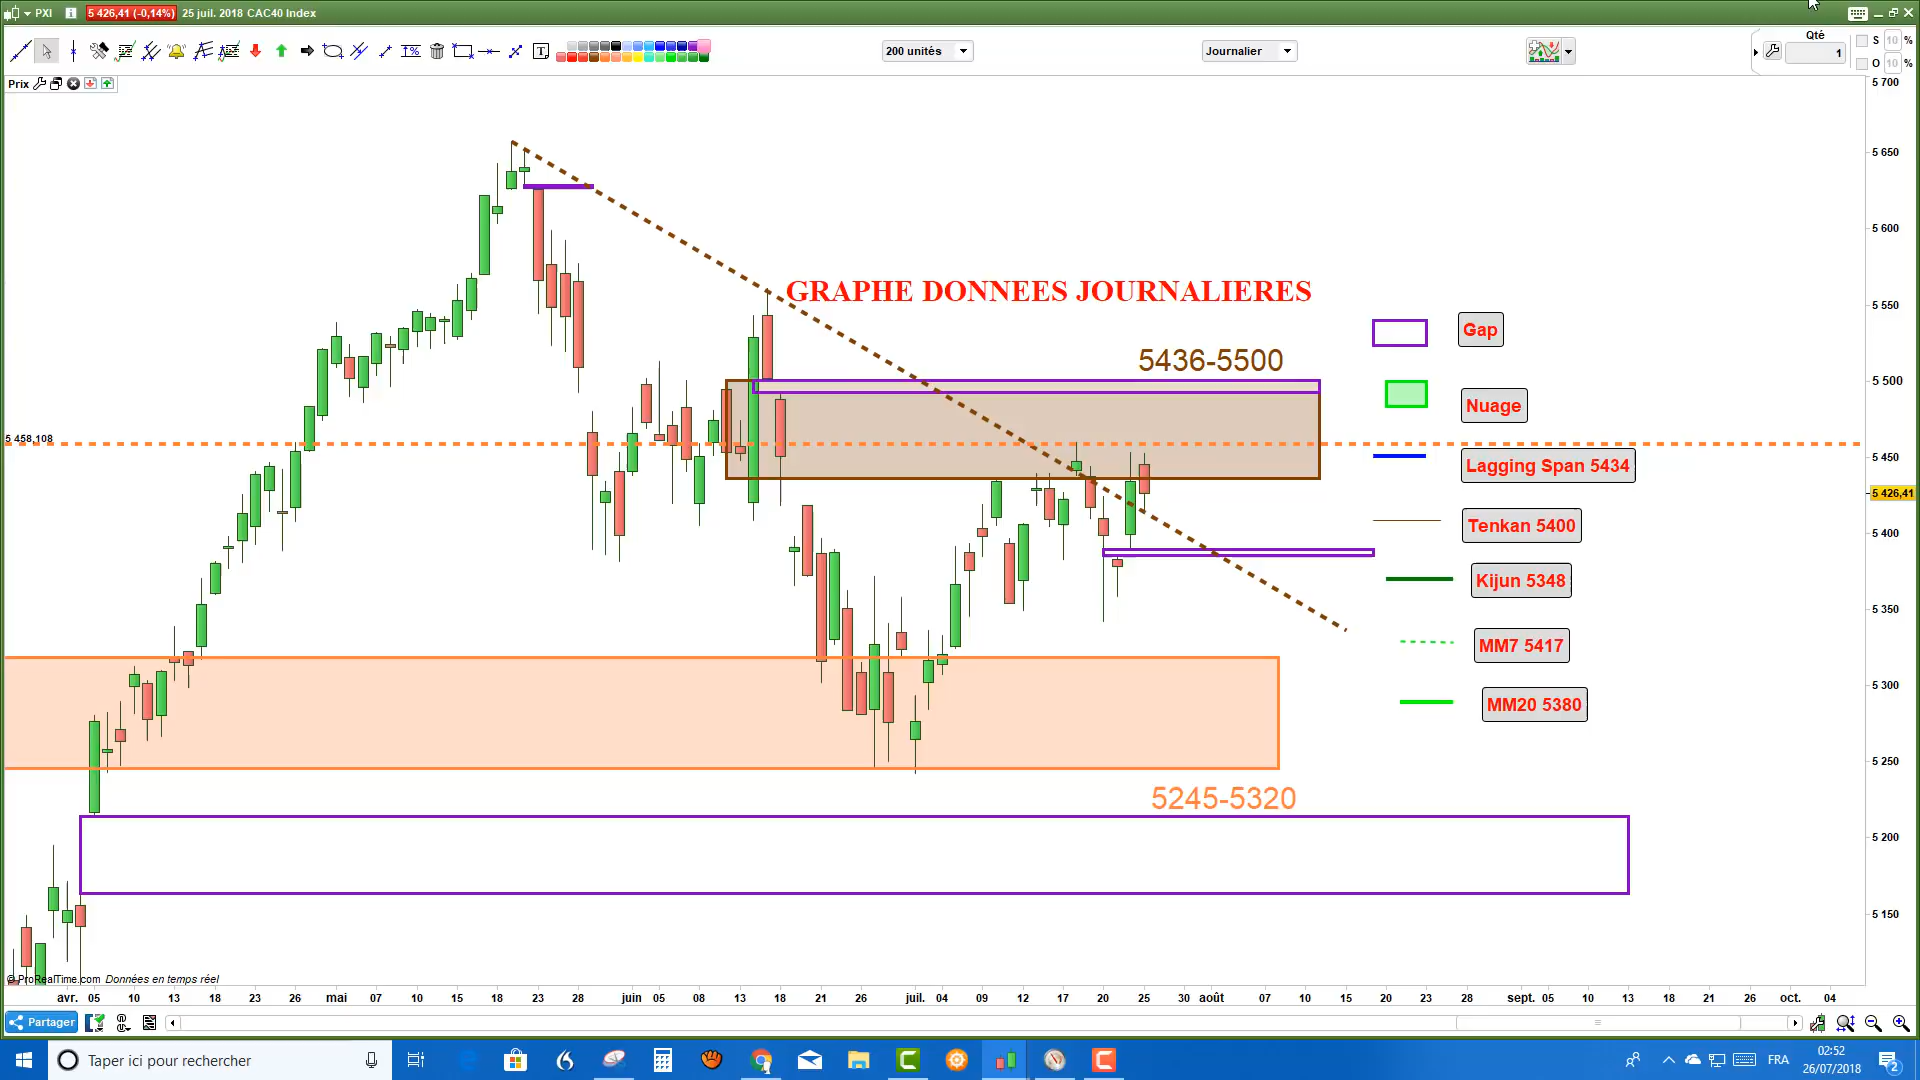 PXI 5 426,41 (-0,14%) 25 juil. 2018 CAC40 Index
200 unités
Journalier
Qté
1
S 10 %
O 10 %
Prix
5 700
5 650
5 600
5 550
5 500
5 450
5 426,41
5 400
5 350
5 300
5 250
5 200
5 150
GRAPHE DONNEES JOURNALIERES
5436-5500
5 458,108
Gap
Nuage
Lagging Span 5434
Tenkan 5400
Kijun 5348
MM7 5417
MM20 5380
5245-5320
© ProRealTime.com Données en temps réel
avr. 05 10 13 18 23 26 mai 07 10 15 18 23 28 juin 05 08 13 18 21 26 juil. 04 09 12 17 20 25 30 août 07 10 15 20 23 28 sept. 05 10 13 18 21 26 oct. 04
Partager
Taper ici pour rechercher
FRA
02:52
26/07/2018
2